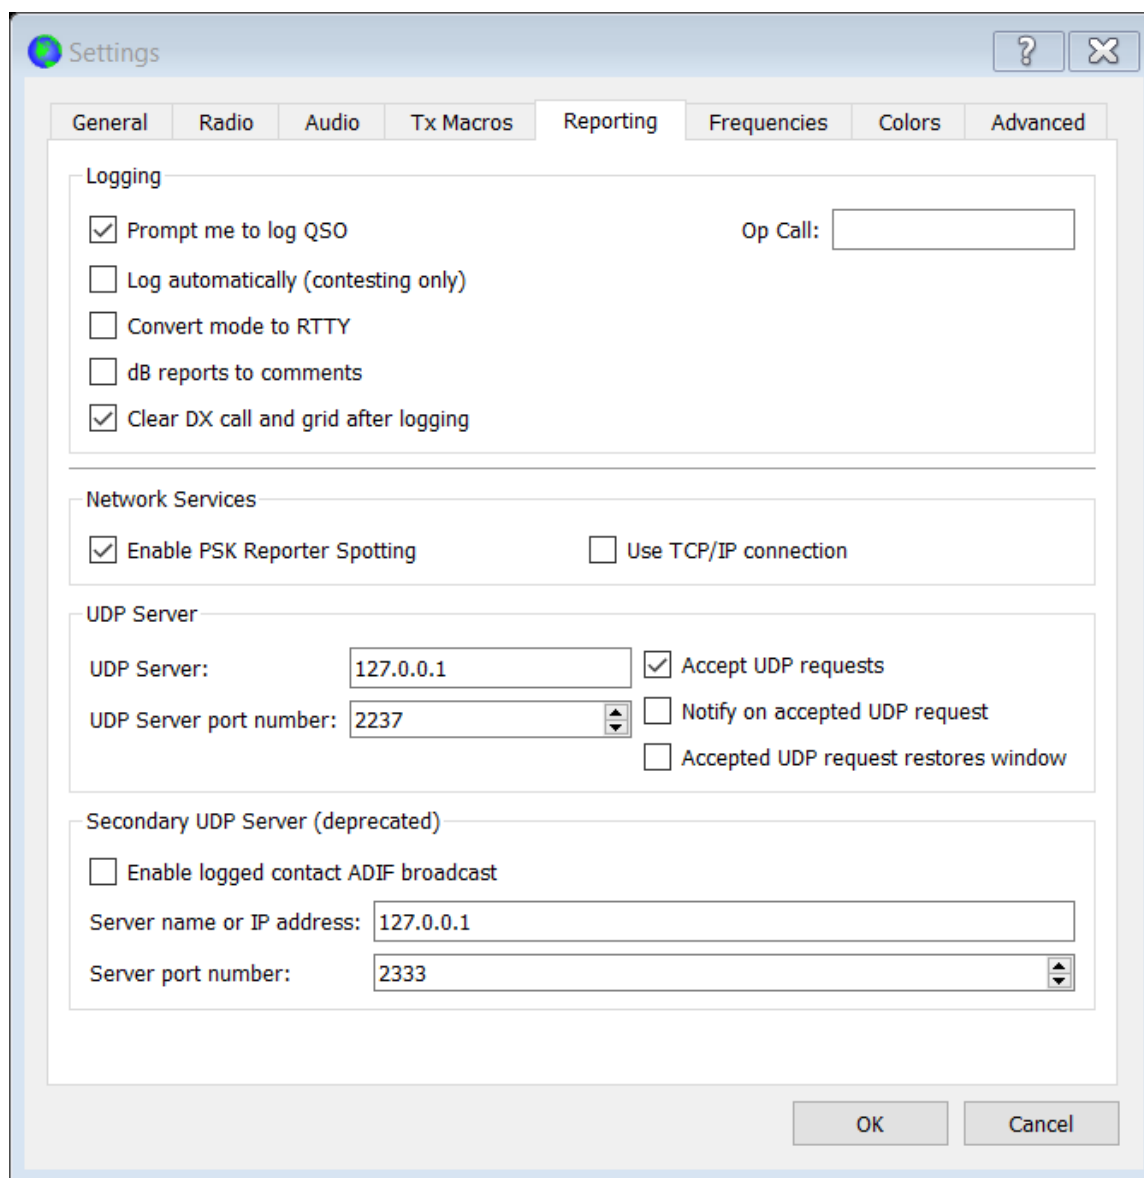 Settings
General Radio Audio Tx Macros Reporting Frequencies Colors Advanced
Logging
Prompt me to log QSO Op Call:
Log automatically (contesting only)
Convert mode to RTTY
dB reports to comments
Clear DX call and grid after logging
Network Services
Enable PSK Reporter Spotting Use TCP/IP connection
UDP Server
UDP Server: 127.0.0.1 Accept UDP requests
UDP Server port number: 2237 Notify on accepted UDP request
Accepted UDP request restores window
Secondary UDP Server (deprecated)
Enable logged contact ADIF broadcast
Server name or IP address: 127.0.0.1
Server port number: 2333
OK Cancel